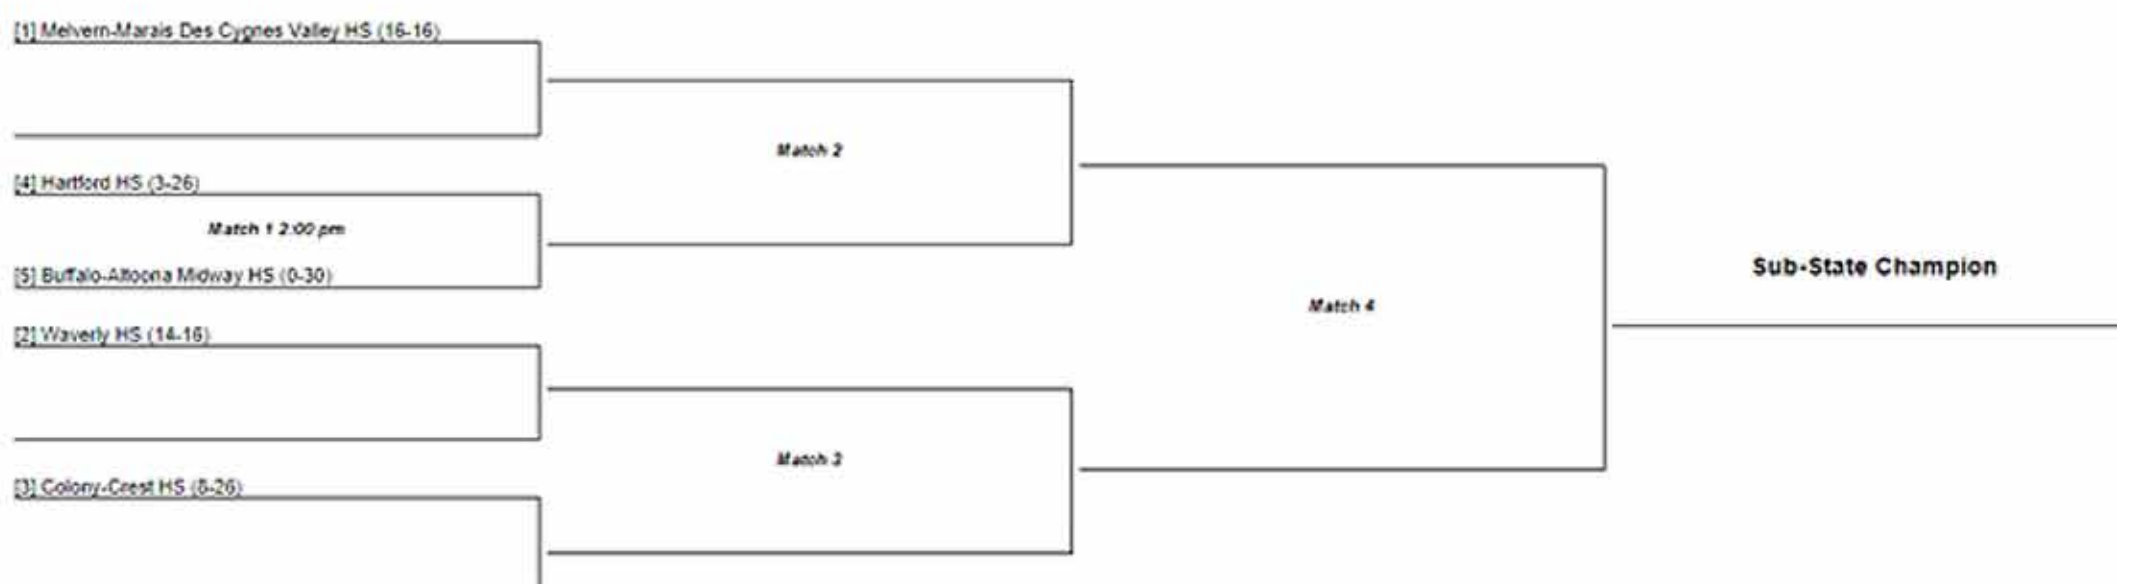 [1] Melvern-Marais Des Cygnes Valley HS (16-16)
Match 2
[4] Hartford HS (3-26)
Match 1 2:00 pm
[5] Buffalo-Altoona Midway HS (0-30)
Sub-State Champion
Match 4
[2] Waverly HS (14-16)
Match 3
[3] Colony-Crest HS (8-26)